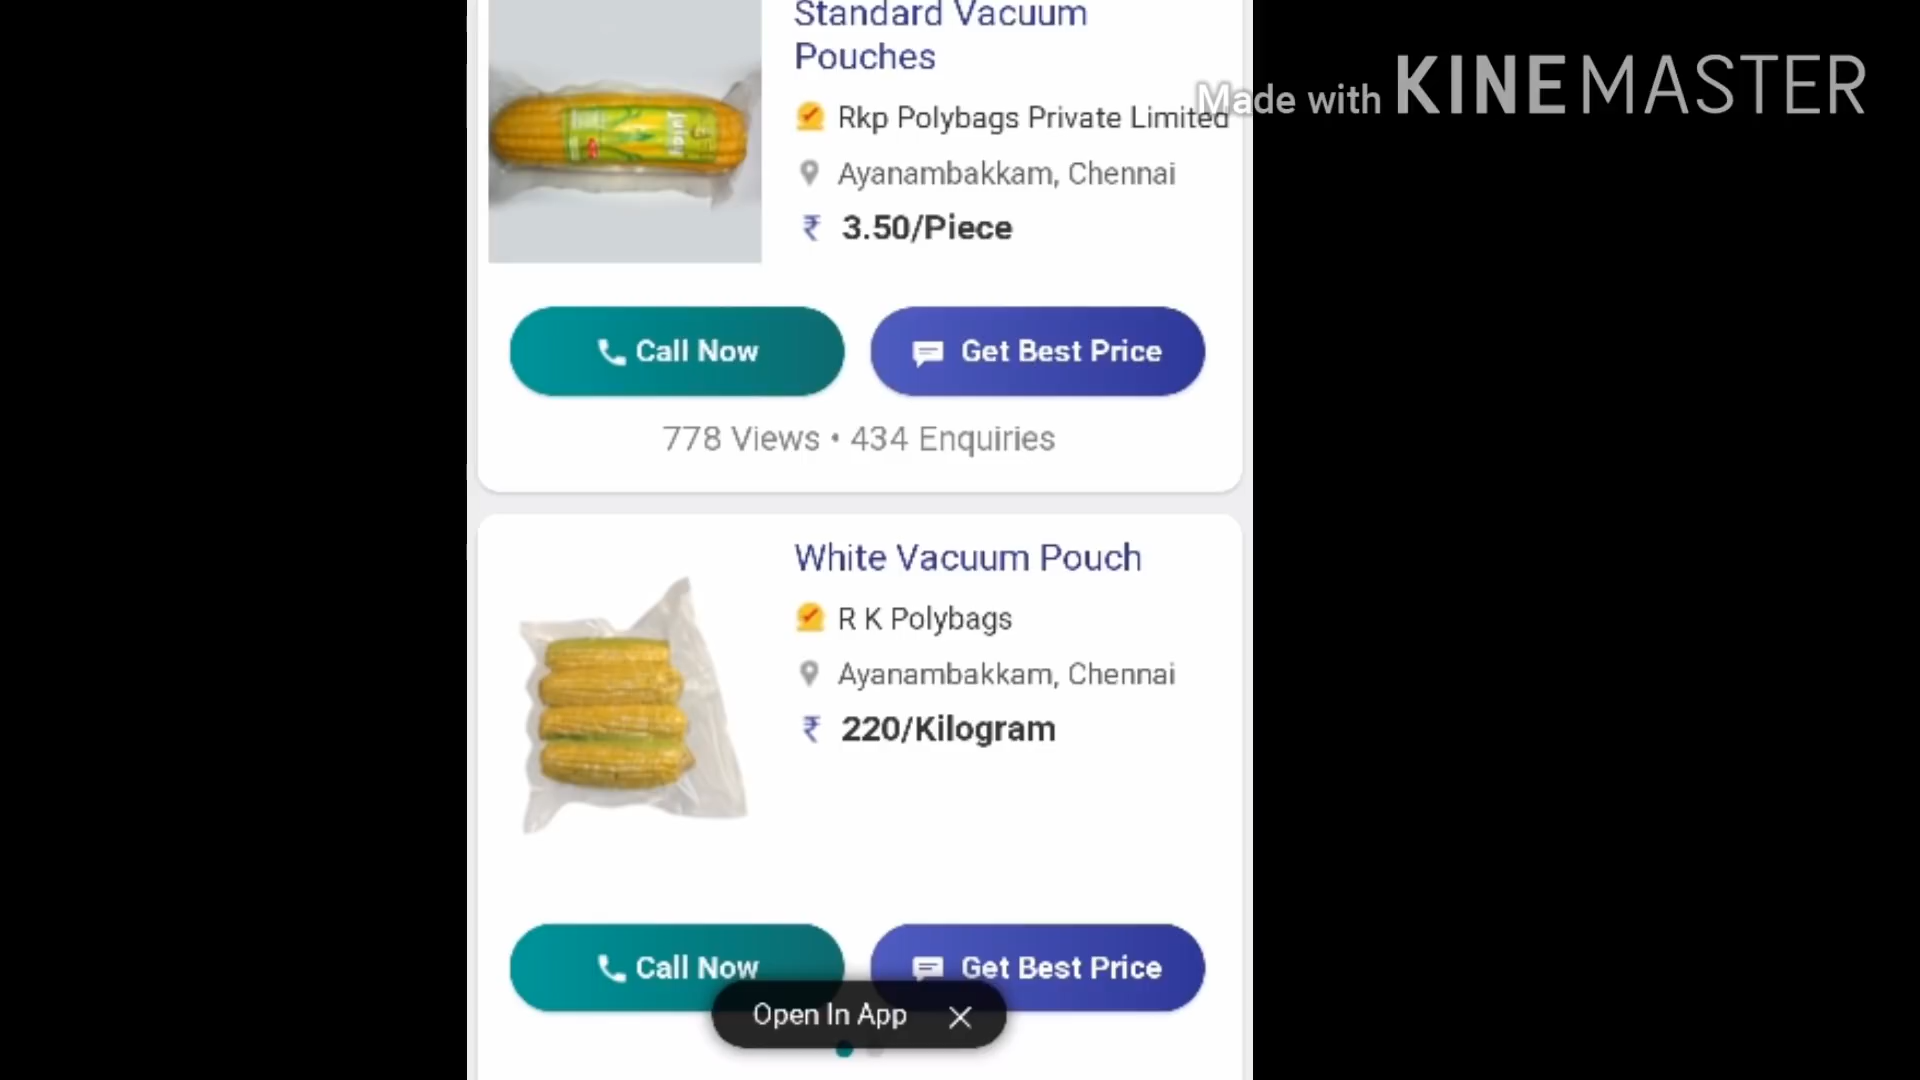 Standard Vacuum
Pouches
Rkp Polybags Private Limited
Made with KINEMASTER
Ayanambakkam, Chennai
₹ 3.50/Piece
Call Now
Get Best Price
778 Views • 434 Enquiries
White Vacuum Pouch
R K Polybags
Ayanambakkam, Chennai
₹ 220/Kilogram
Call Now
Get Best Price
Open In App